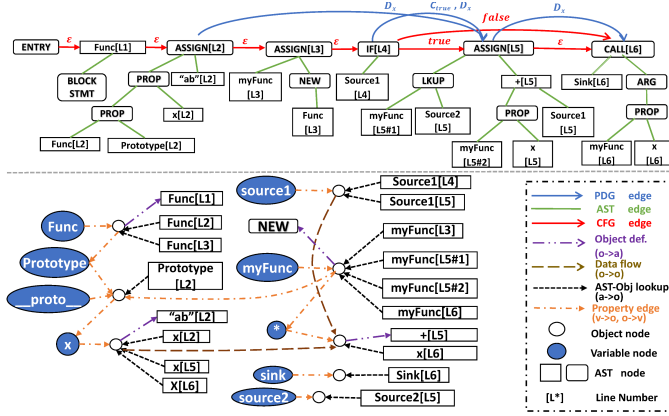 Dx
Ctrue , Dx
Dx
false
ε
ε
ε
ε
true
ε
ENTRY
Func[L1]
ASSIGN[L2]
ASSIGN[L3]
IF[L4]
ASSIGN[L5]
CALL[L6]
BLOCK
STMT
PROP
“ab”[L2]
myFunc
[L3]
NEW
Source1
[L4]
LKUP
+[L5]
Sink[L6]
ARG
PROP
x[L2]
Func
[L3]
myFunc
[L5#1]
Source2
[L5]
PROP
Source1
[L5]
PROP
Func[L2]
Prototype[L2]
myFunc
[L5#2]
x
[L5]
myFunc
[L6]
x
[L6]
Func
Prototype
__proto__
x
Func[L1]
Func[L2]
Func[L3]
Prototype
[L2]
“ab”[L2]
x[L2]
x[L5]
X[L6]
source1
NEW
myFunc
*
sink
source2
Source1[L4]
Source1[L5]
myFunc[L3]
myFunc[L5#1]
myFunc[L5#2]
myFunc[L6]
+[L5]
x[L6]
Sink[L6]
Source2[L5]
PDG edge
AST edge
CFG edge
Object def.
(o->a)
Data flow
(o->o)
AST-Obj lookup
(a->o)
Property edge
(v->o, o->v)
Object node
Variable node
AST node
[L*] Line Number